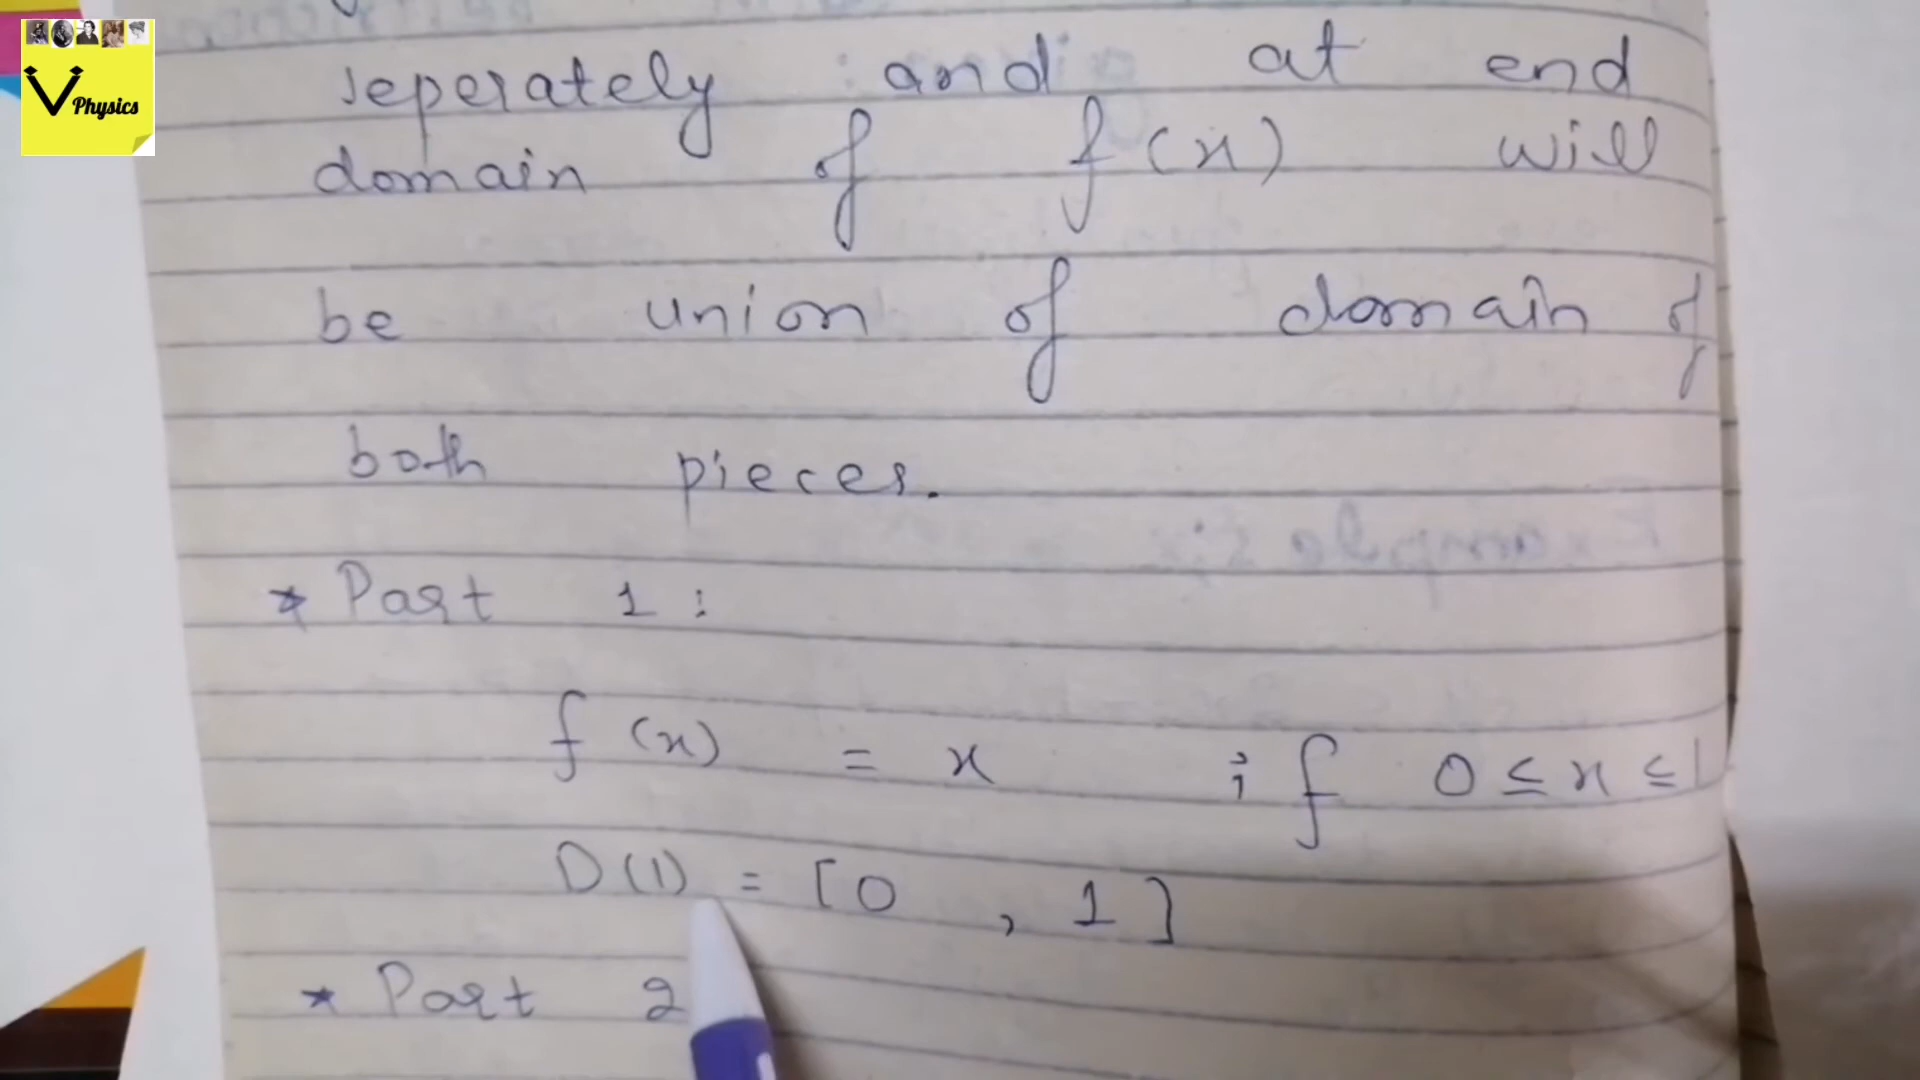 V Physics
seperately and at end
domain of f(x) will
be union of domain of
both pieces.
* Part 1:
f(x) = x ; if 0 ≤ x ≤ 1
D(1) = [0 , 1]
* Part 2